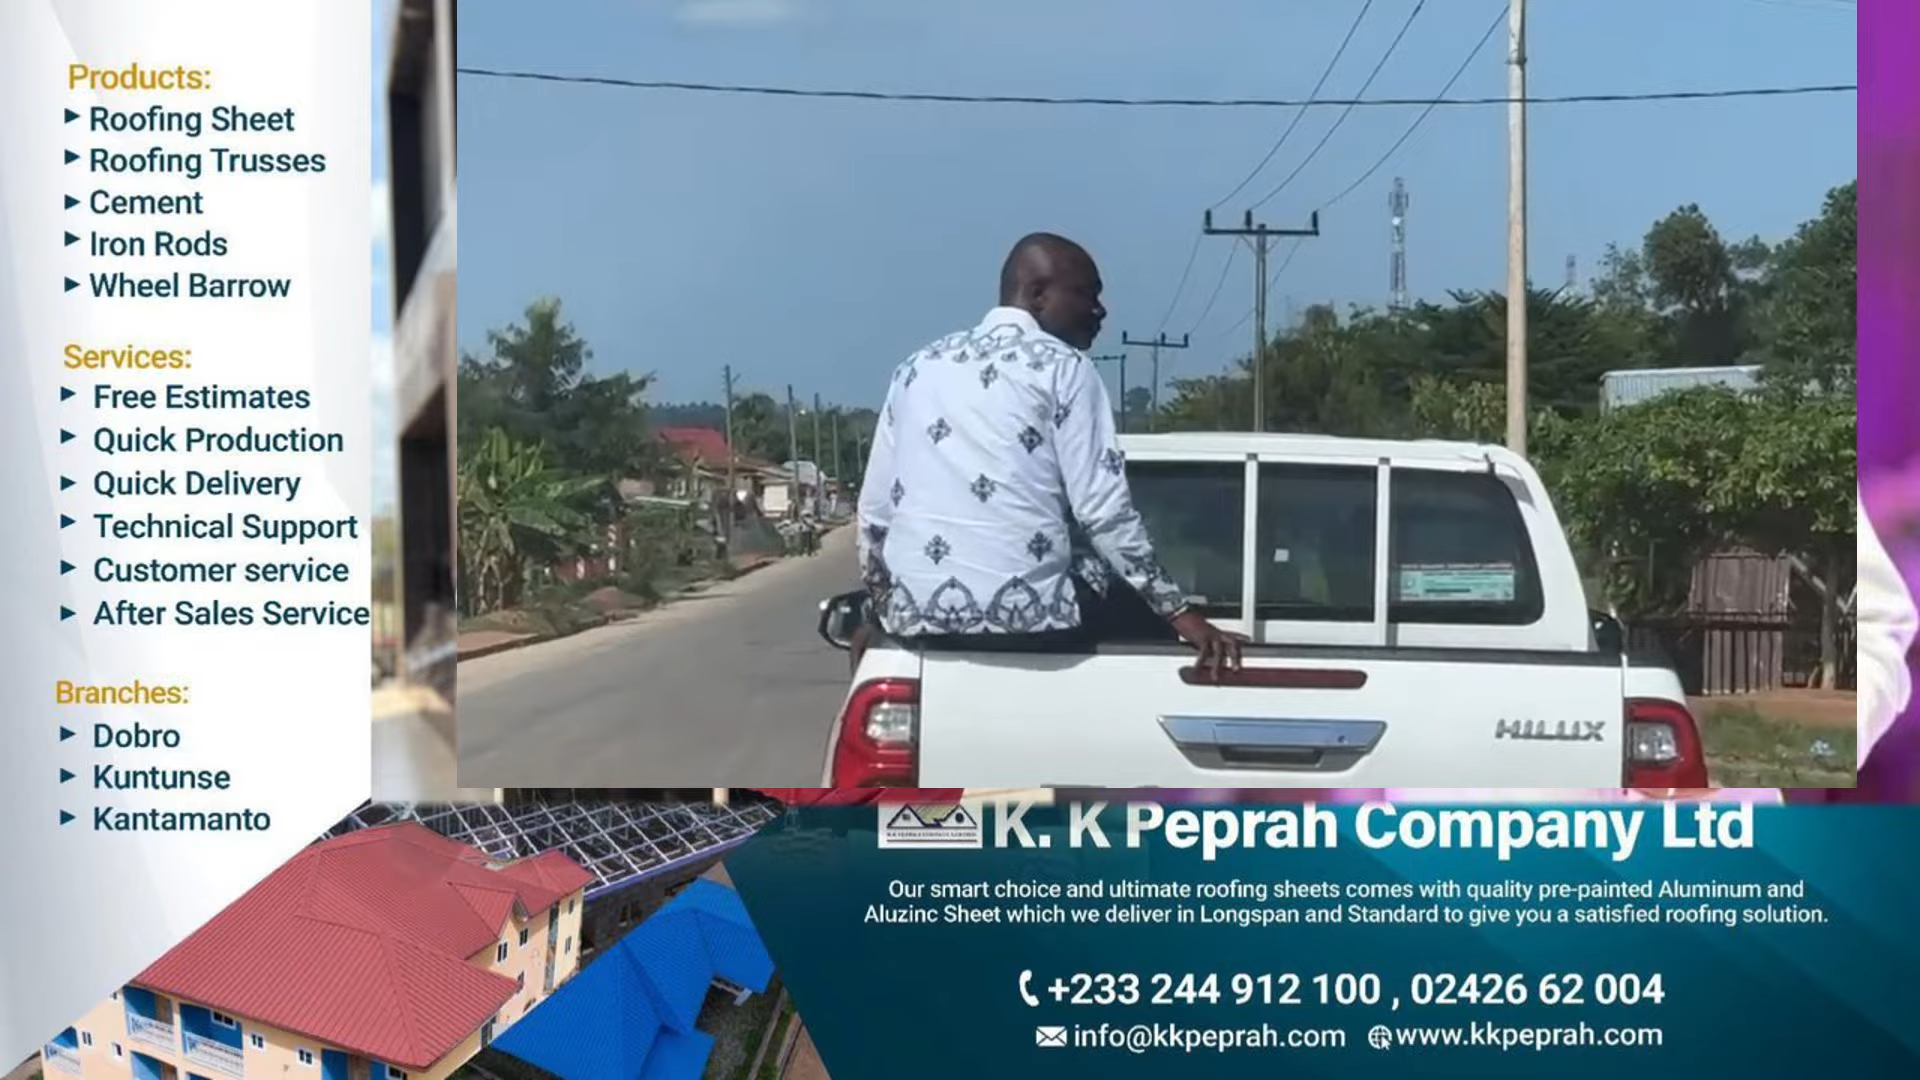 Products:
Roofing Sheet
Roofing Trusses
Cement
Iron Rods
Wheel Barrow
Services:
Free Estimates
Quick Production
Quick Delivery
Technical Support
Customer service
After Sales Service
Branches:
Dobro
Kuntunse
Kantamanto
HILUX
K. K Peprah Company Ltd
Our smart choice and ultimate roofing sheets comes with quality pre-painted Aluminum and
Aluzinc Sheet which we deliver in Longspan and Standard to give you a satisfied roofing solution.
+233 244 912 100 , 02426 62 004
info@kkpeprah.com www.kkpeprah.com